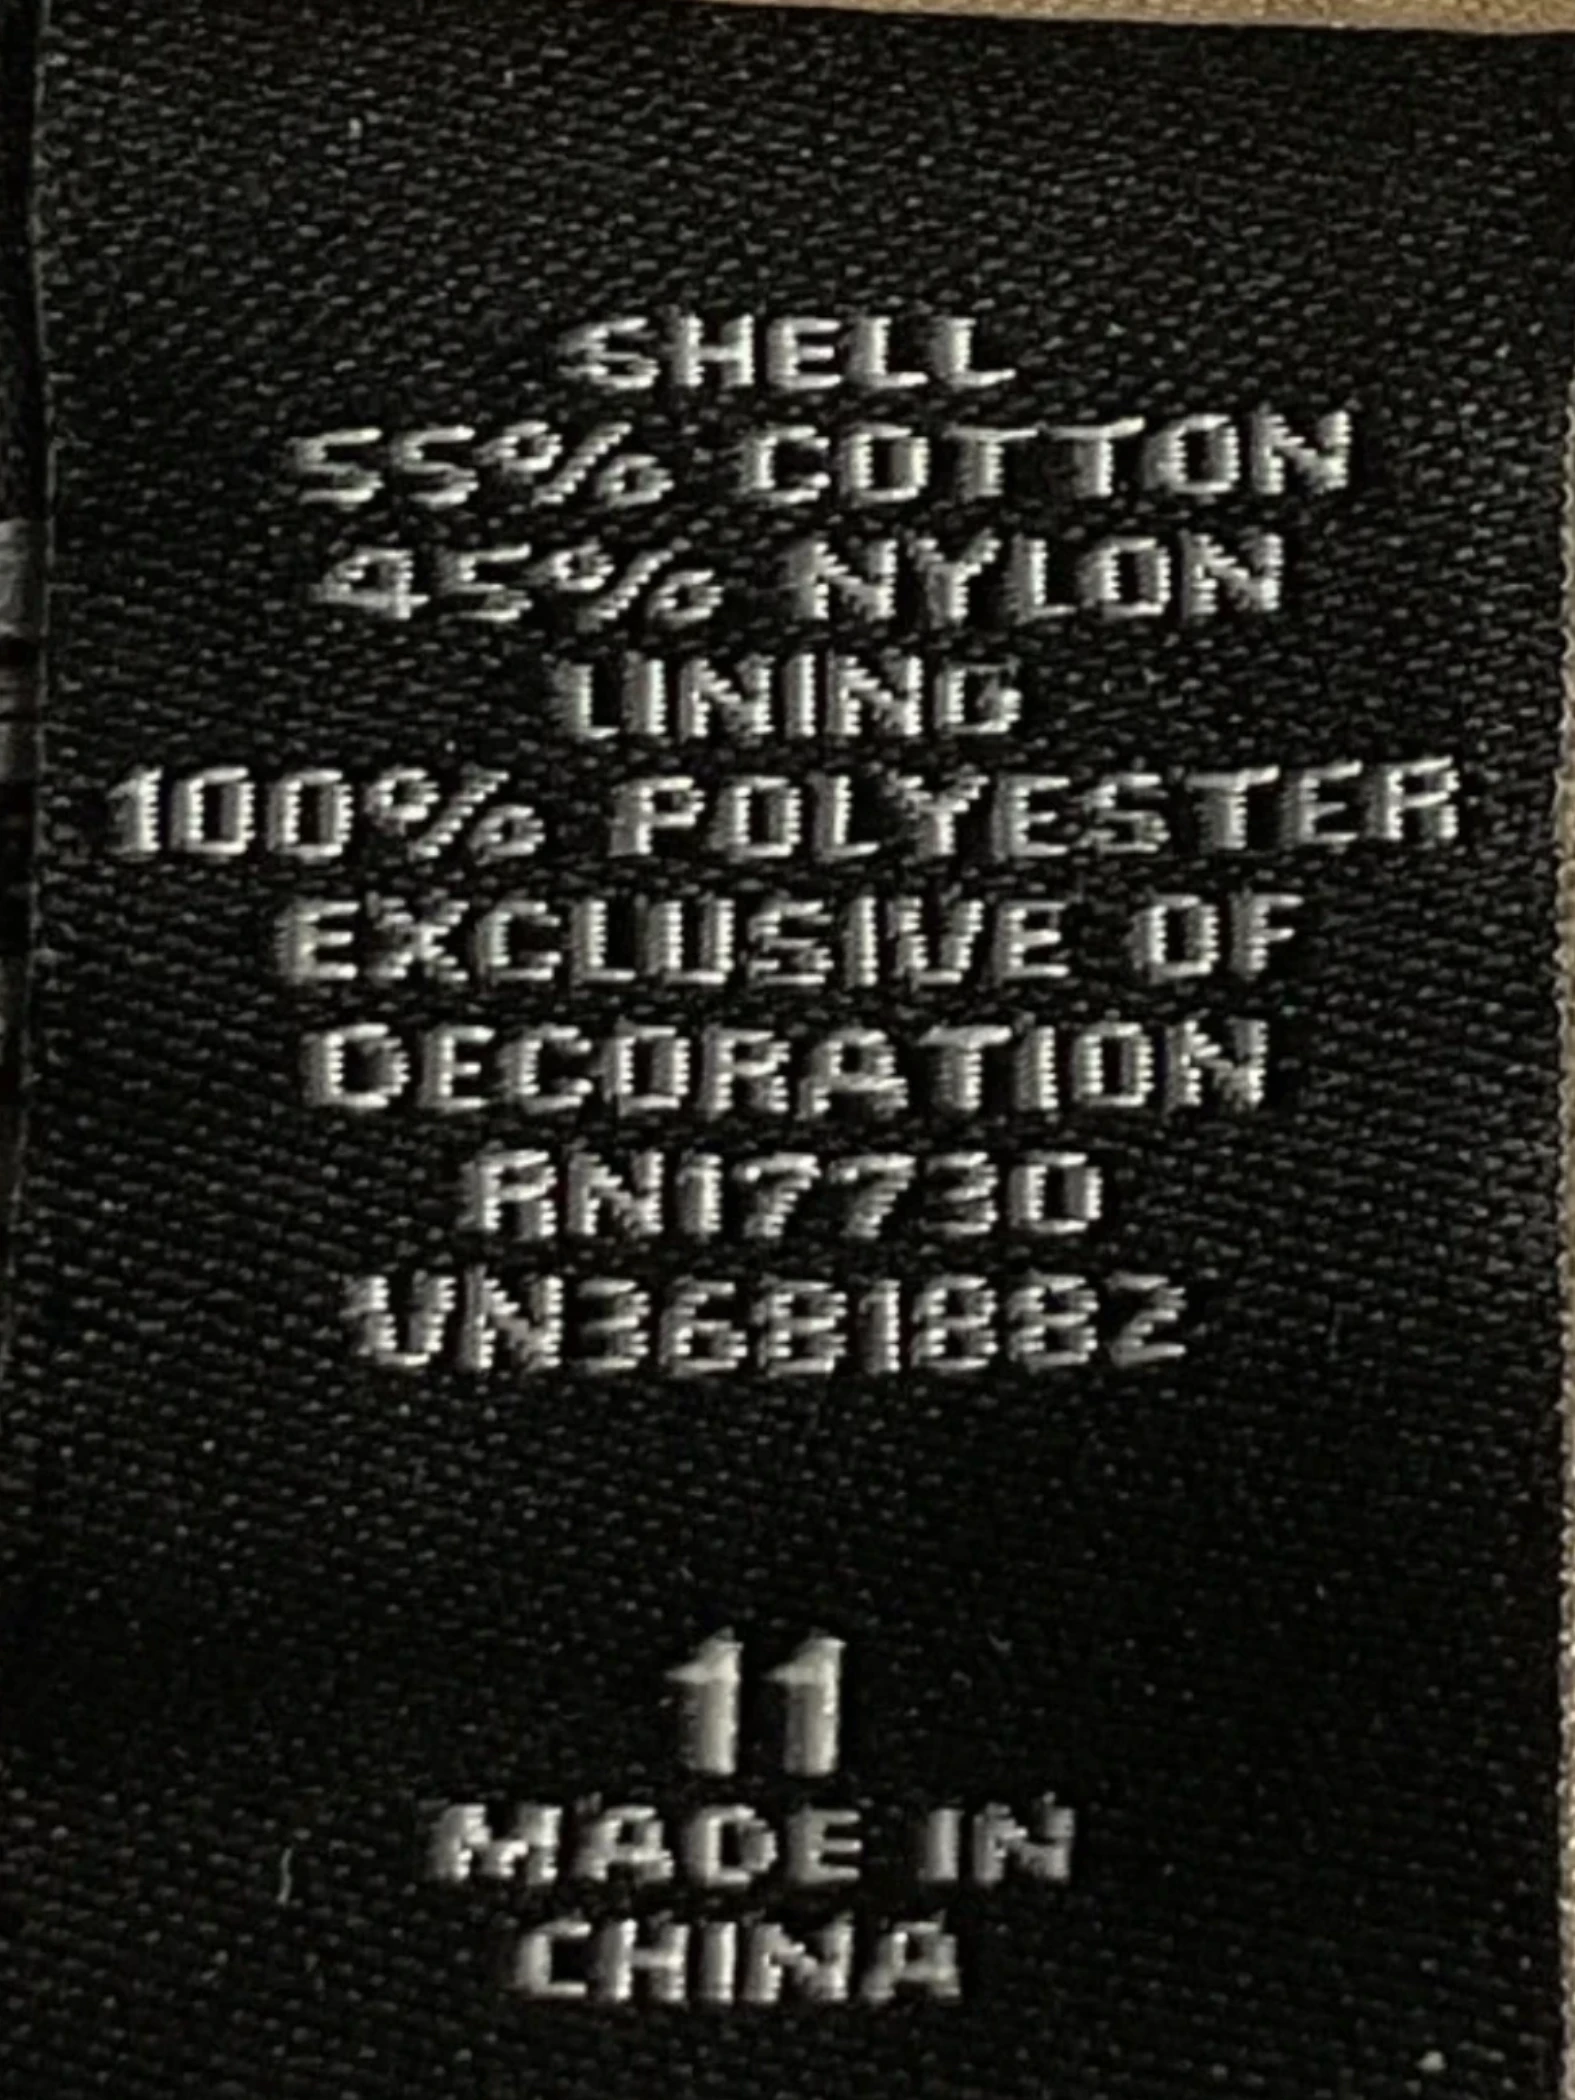 SHELL
55% COTTON
45% NYLON
LINING
100% POLYESTER
EXCLUSIVE OF
DECORATION
RN17730
VN3681882
11
MADE IN
CHINA